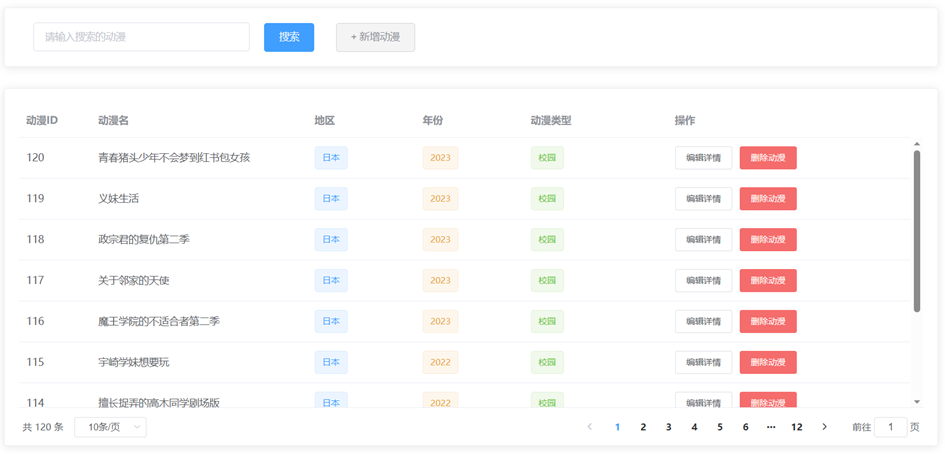 请输入搜索的动漫 搜索 + 新增动漫
动漫ID 动漫名 地区 年份 动漫类型 操作
120 青春猪头少年不会梦到红书包女孩 日本 2023 校园 编辑详情 删除动漫
119 义妹生活 日本 2023 校园 编辑详情 删除动漫
118 政宗君的复仇第二季 日本 2023 校园 编辑详情 删除动漫
117 关于邻家的天使 日本 2023 校园 编辑详情 删除动漫
116 魔王学院的不适合者第二季 日本 2023 校园 编辑详情 删除动漫
115 宇崎学妹想要玩 日本 2022 校园 编辑详情 删除动漫
114 擅长捉弄的高木同学剧场版 日本 2022 校园 编辑详情 删除动漫
共 120 条 10条/页 1 2 3 4 5 6 ••• 12 前往 1 页